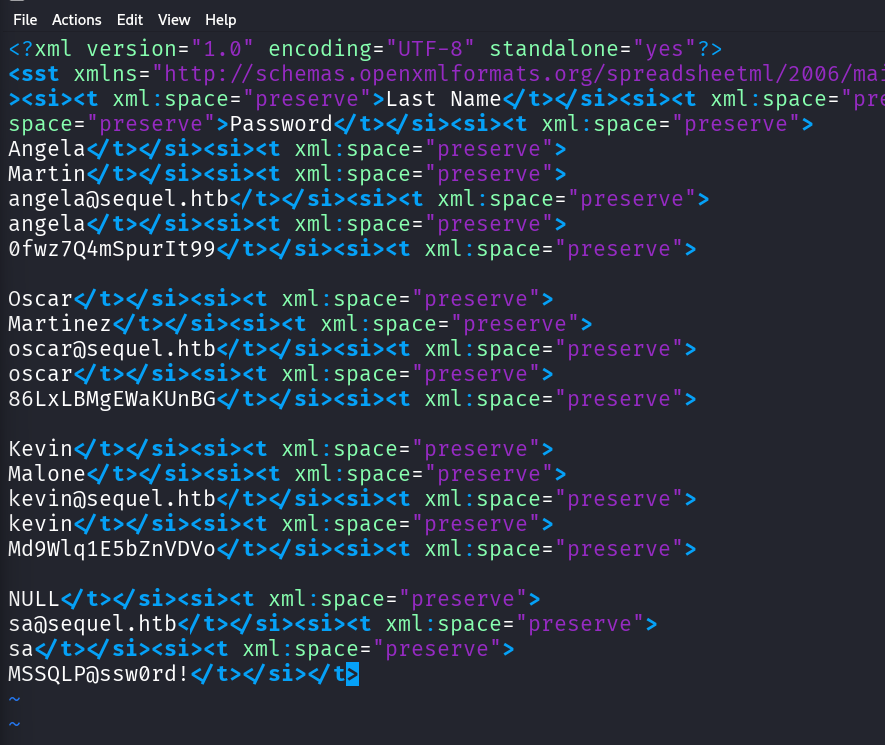 File Actions Edit View Help
<?xml version="1.0" encoding="UTF-8" standalone="yes"?>
<sst xmlns="http://schemas.openxmlformats.org/spreadsheetml/2006/mai
><si><t xml:space="preserve">Last Name</t></si><si><t xml:space="pre
space="preserve">Password</t></si><si><t xml:space="preserve">
Angela</t></si><si><t xml:space="preserve">
Martin</t></si><si><t xml:space="preserve">
angela@sequel.htb</t></si><si><t xml:space="preserve">
angela</t></si><si><t xml:space="preserve">
0fwz7Q4mSpurIt99</t></si><si><t xml:space="preserve">
Oscar</t></si><si><t xml:space="preserve">
Martinez</t></si><si><t xml:space="preserve">
oscar@sequel.htb</t></si><si><t xml:space="preserve">
oscar</t></si><si><t xml:space="preserve">
86LxLBMgEWaKUnBG</t></si><si><t xml:space="preserve">
Kevin</t></si><si><t xml:space="preserve">
Malone</t></si><si><t xml:space="preserve">
kevin@sequel.htb</t></si><si><t xml:space="preserve">
kevin</t></si><si><t xml:space="preserve">
Md9Wlq1E5bZnVDVo</t></si><si><t xml:space="preserve">
NULL</t></si><si><t xml:space="preserve">
sa@sequel.htb</t></si><si><t xml:space="preserve">
sa</t></si><si><t xml:space="preserve">
MSSQLP@ssw0rd!</t></si></t>
~
~